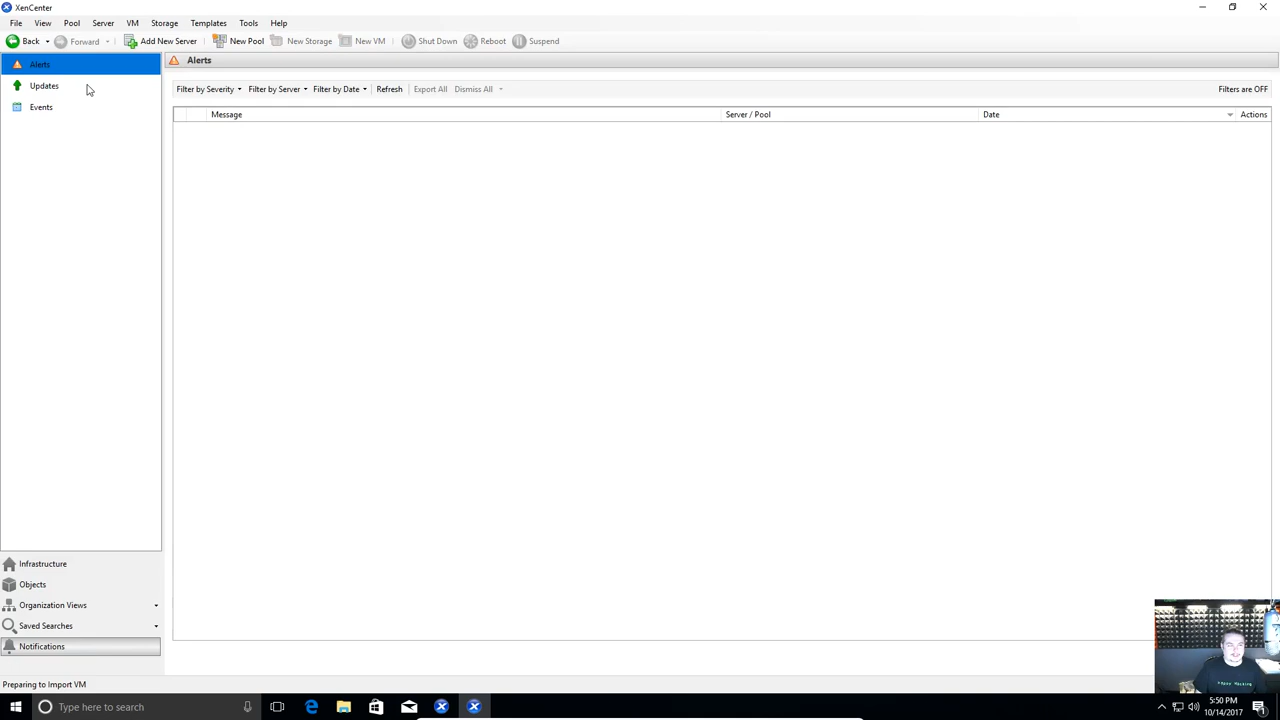 XenCenter
File View Pool Server VM Storage Templates Tools Help
Back Forward Add New Server New Pool New Storage New VM Shut Down Reboot Suspend
Alerts
Updates
Events
Alerts
Filter by Severity Filter by Server Filter by Date Refresh Export All Dismiss All Filters are OFF
Message Server / Pool Date Actions
Infrastructure
Objects
Organization Views
Saved Searches
Notifications
Preparing to Import VM
Type here to search
5:50 PM
10/14/2017